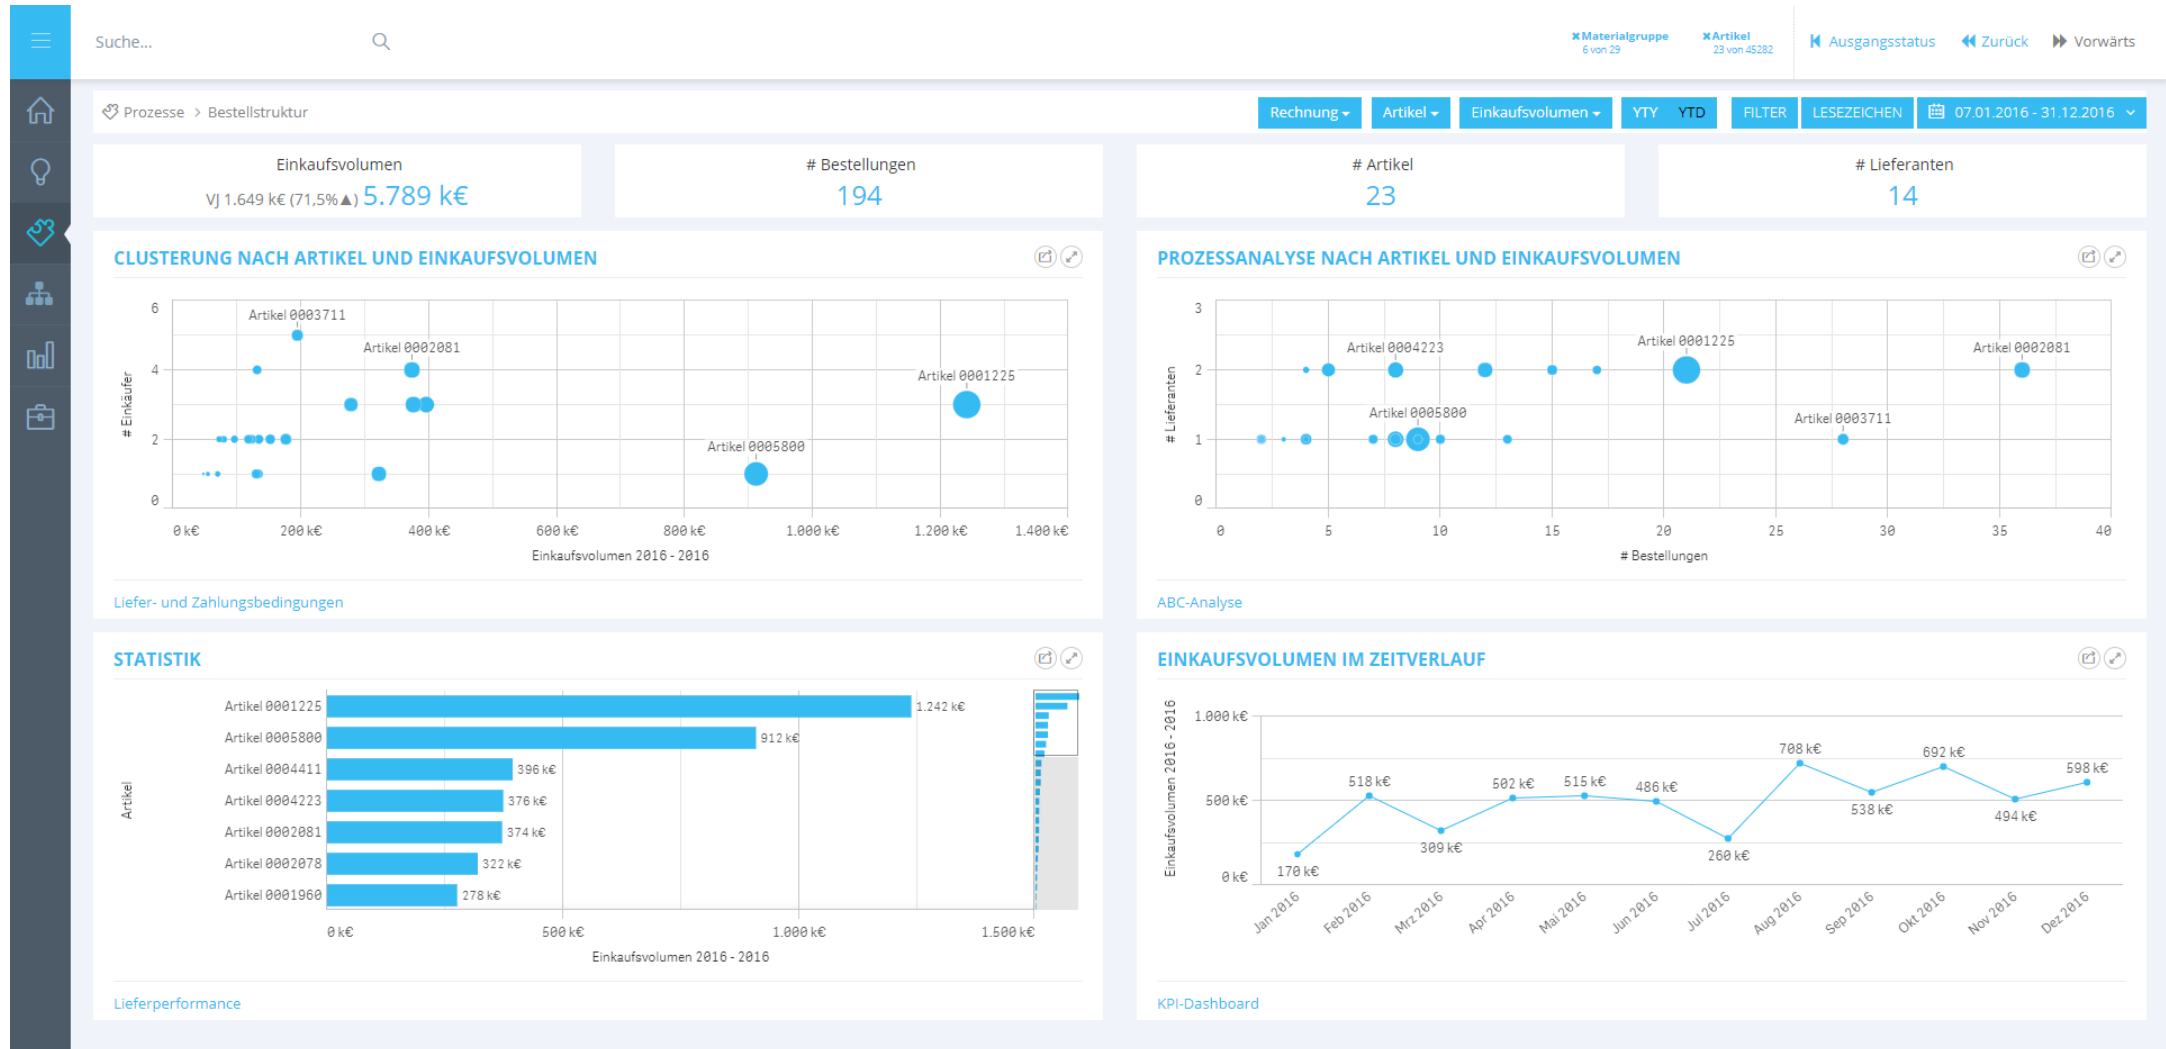 Suche...
Materialgruppe
6 von 29
Artikel
23 von 45282
Ausgangsstatus
Zurück
Vorwärts
Prozesse > Bestellstruktur
Rechnung
Artikel
Einkaufsvolumen
YTY YTD
FILTER
LESEZEICHEN
07.01.2016 - 31.12.2016
Einkaufsvolumen
VJ 1.649 k€ (71,5%▲) 5.789 k€
# Bestellungen
194
# Artikel
23
# Lieferanten
14
CLUSTERUNG NACH ARTIKEL UND EINKAUFSVOLUMEN
# Einkäufer
6
4
2
0
Artikel 0003711
Artikel 0002081
Artikel 0001225
Artikel 0005800
0 k€ 200 k€ 400 k€ 600 k€ 800 k€ 1.000 k€ 1.200 k€ 1.400 k€
Einkaufsvolumen 2016 - 2016
Liefer- und Zahlungsbedingungen
PROZESSANALYSE NACH ARTIKEL UND EINKAUFSVOLUMEN
# Lieferanten
3
2
1
0
Artikel 0001225
Artikel 0004223
Artikel 0002081
Artikel 0005800
Artikel 0003711
0 5 10 15 20 25 30 35 40
# Bestellungen
ABC-Analyse
STATISTIK
Artikel
Artikel 0001225 1.242 k€
Artikel 0005800 912 k€
Artikel 0004411 396 k€
Artikel 0004223 376 k€
Artikel 0002081 374 k€
Artikel 0002078 322 k€
Artikel 0001960 278 k€
0 k€ 500 k€ 1.000 k€ 1.500 k€
Einkaufsvolumen 2016 - 2016
Lieferperformance
EINKAUFSVOLUMEN IM ZEITVERLAUF
Einkaufsvolumen 2016 - 2016
1.000 k€
500 k€
0 k€
170 k€
518 k€
309 k€
502 k€
515 k€
486 k€
260 k€
708 k€
538 k€
692 k€
494 k€
598 k€
Jan 2016 Feb 2016 Mrz 2016 Apr 2016 Mai 2016 Jun 2016 Jul 2016 Aug 2016 Sep 2016 Okt 2016 Nov 2016 Dez 2016
KPI-Dashboard